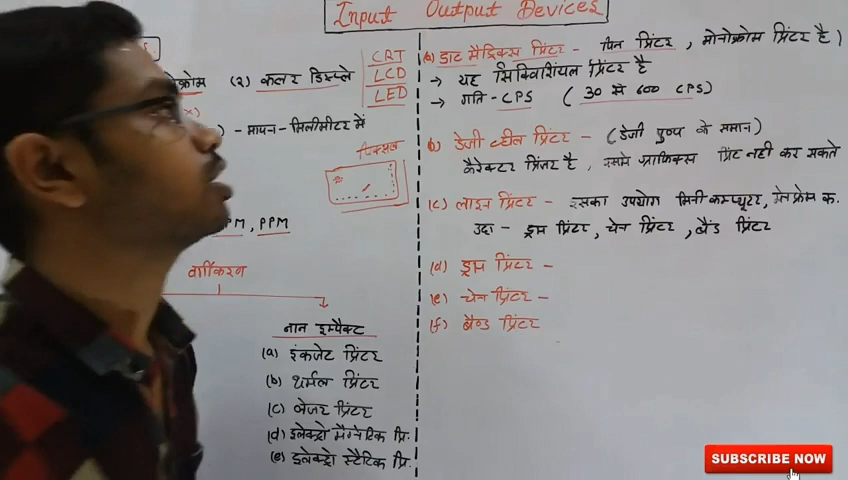 Input Output Devices
(२) कलर डिस्प्ले
CRT
LCD
LED
- मापन - मिलीमीटर में
पिक्सल
PM, PPM
वर्गीकरण
नान इम्पैक्ट
(a) इंकजेट प्रिंटर
(b) थर्मल प्रिंटर
(c) लेजर प्रिंटर
(d) इलेक्ट्रो मैग्नेटिक प्रि.
(e) इलेक्ट्रो स्टैटिक प्रि.
(a) डाट मैट्रिक्स प्रिंटर - पिन प्रिंटर, मोनोक्रोम प्रिंटर है)
→ यह सिक्विशियल प्रिंटर है
→ गति - CPS (30 से 600 CPS)
b) डेजी व्हील प्रिंटर - (डेजी पुष्प के समान)
कैरेक्टर प्रिंटर है, इसमें ग्राफिक्स प्रिंट नही कर सकते
(c) लाइन प्रिंटर - इसका उपयोग मिनी कम्प्यूटर, मेनफ्रेम क.
उदा - ड्रम प्रिंटर, चेन प्रिंटर, बैंड प्रिंटर
(d) ड्रम प्रिंटर -
(e) चेन प्रिंटर -
(f) बैण्ड प्रिंटर
SUBSCRIBE NOW